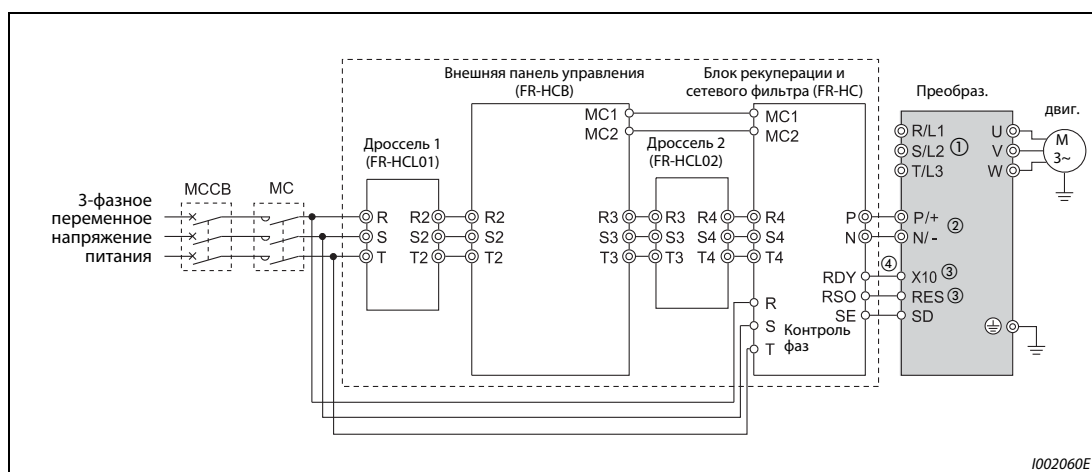 Внешняя панель управления
(FR-HCB)
Блок рекуперации и
сетевого фильтра (FR-HC)
Преобраз.
двиг.
MC1
MC2
MC1
MC2
R/L1
S/L2 ①
T/L3
U
V
W
M
3~
Дроссель 1
(FR-HCL01)
Дроссель 2
(FR-HCL02)
MCCB
MC
3-фазное
переменное
напряжение
питания
R R2 R2 R3 R3 R4 R4 P P/+
S S2 S2 S3 S3 S4 S4 N N/- ②
T T2 T2 T3 T3 T4 T4
④
RDY X10 ③
RSO RES ③
SE SD
R
S
T
Контроль
фаз
I002060E